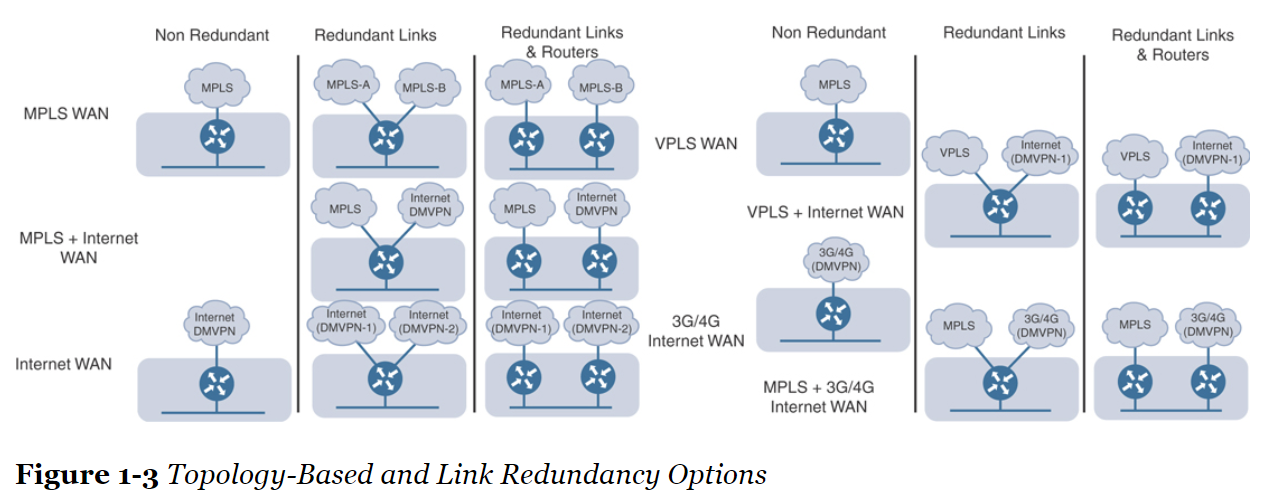 Non Redundant
Redundant Links
Redundant Links
& Routers
MPLS WAN
MPLS
MPLS-A
MPLS-B
MPLS-A
MPLS-B
MPLS + Internet
WAN
MPLS
Internet
DMVPN
MPLS
Internet
DMVPN
Internet WAN
Internet
DMVPN
Internet
(DMVPN-1)
Internet
(DMVPN-2)
Internet
(DMVPN-1)
Internet
(DMVPN-2)
Non Redundant
Redundant Links
Redundant Links
& Routers
VPLS WAN
MPLS
VPLS + Internet WAN
VPLS
Internet
(DMVPN-1)
VPLS
Internet
(DMVPN-1)
3G/4G
Internet WAN
3G/4G
(DMVPN)
MPLS + 3G/4G
Internet WAN
MPLS
3G/4G
(DMVPN)
MPLS
3G/4G
(DMVPN)
Figure 1-3 Topology-Based and Link Redundancy Options